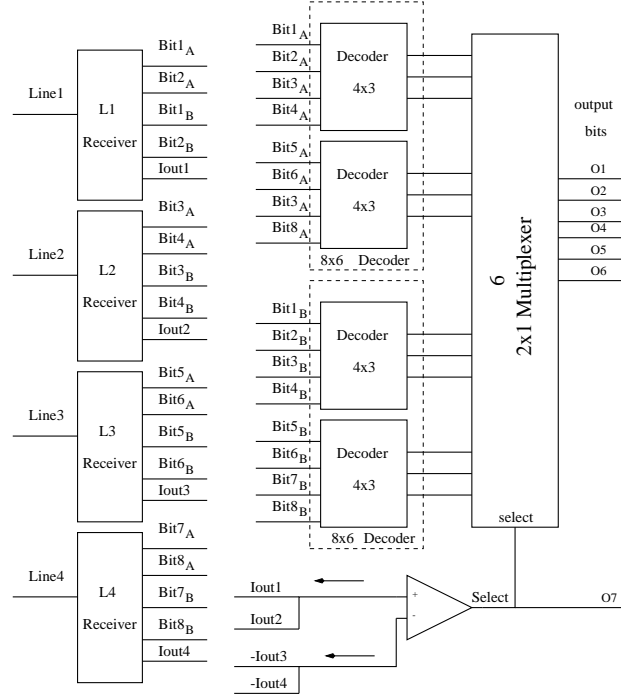 Line1
L1
Receiver
Bit1A
Bit2A
Bit1B
Bit2B
Iout1
Line2
L2
Receiver
Bit3A
Bit4A
Bit3B
Bit4B
Iout2
Line3
L3
Receiver
Bit5A
Bit6A
Bit5B
Bit6B
Iout3
Line4
L4
Receiver
Bit7A
Bit8A
Bit7B
Bit8B
Iout4
Bit1A
Bit2A
Bit3A
Bit4A
Decoder
4x3
Bit5A
Bit6A
Bit3A
Bit8A
Decoder
4x3
8x6 Decoder
Bit1B
Bit2B
Bit3B
Bit4B
Decoder
4x3
Bit5B
Bit6B
Bit7B
Bit8B
Decoder
4x3
8x6 Decoder
6
2x1 Multiplexer
select
output
bits
O1
O2
O3
O4
O5
O6
Iout1
Iout2
-Iout3
-Iout4
+
-
Select
O7